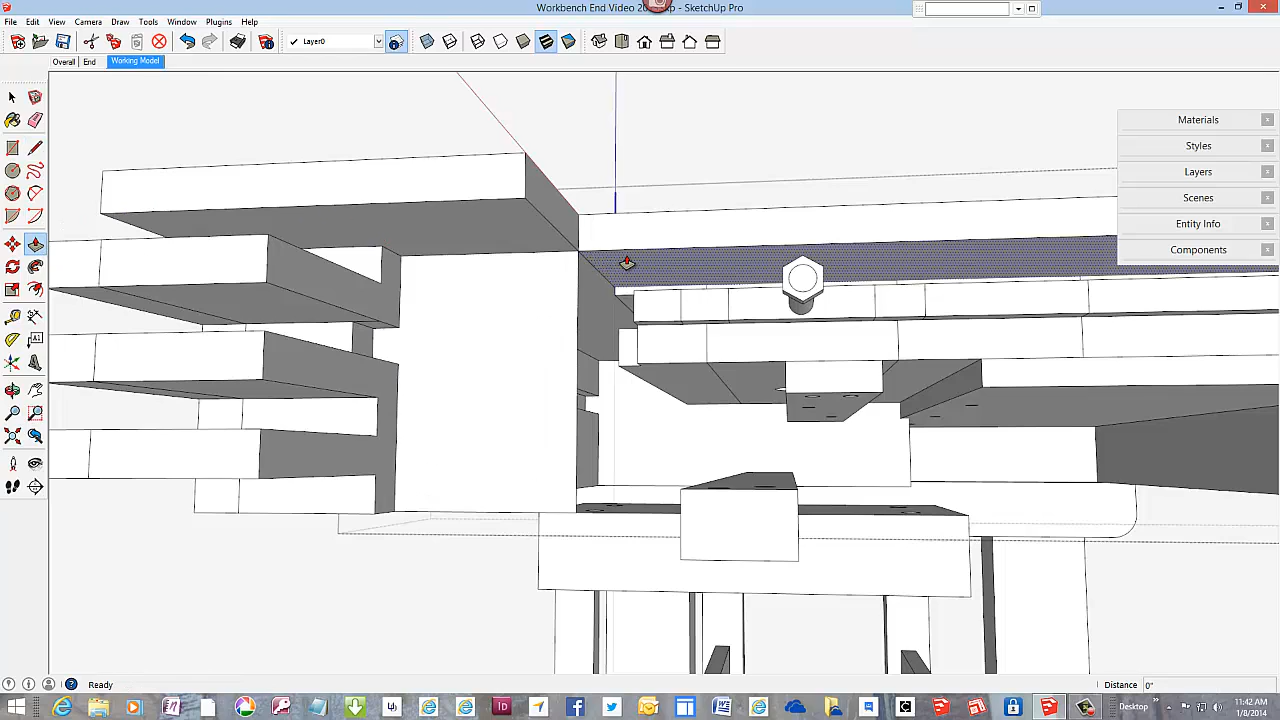 Workbench End Video 20 .skp - SketchUp Pro
File Edit View Camera Draw Tools Window Plugins Help
Layer0
Overall End Working Model
Materials
Styles
Layers
Scenes
Entity Info
Components
Ready
Distance 0"
Desktop
11:42 AM
1/8/2014